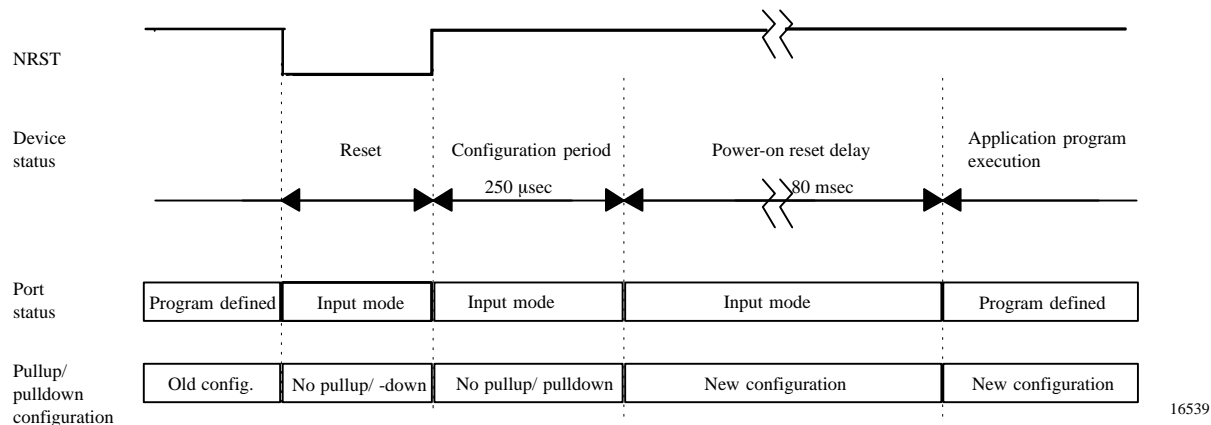 NRST
Device
status
Reset
Configuration period
Power-on reset delay
Application program
execution
250 µsec
80 msec
Port
status
Program defined
Input mode
Input mode
Input mode
Program defined
Pullup/
pulldown
configuration
Old config.
No pullup/ -down
No pullup/ pulldown
New configuration
New configuration
16539